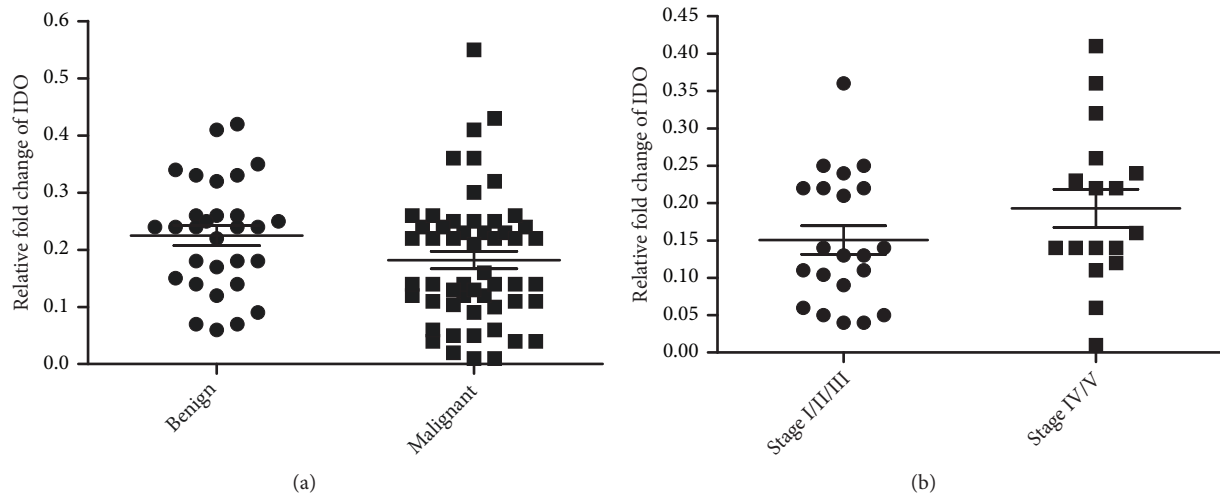 Relative fold change of IDO
0.6
0.5
0.4
0.3
0.2
0.1
0.0
Benign
Malignant
(a)
Relative fold change of IDO
0.45
0.40
0.35
0.30
0.25
0.20
0.15
0.10
0.05
0.00
Stage I/II/III
Stage IV/V
(b)